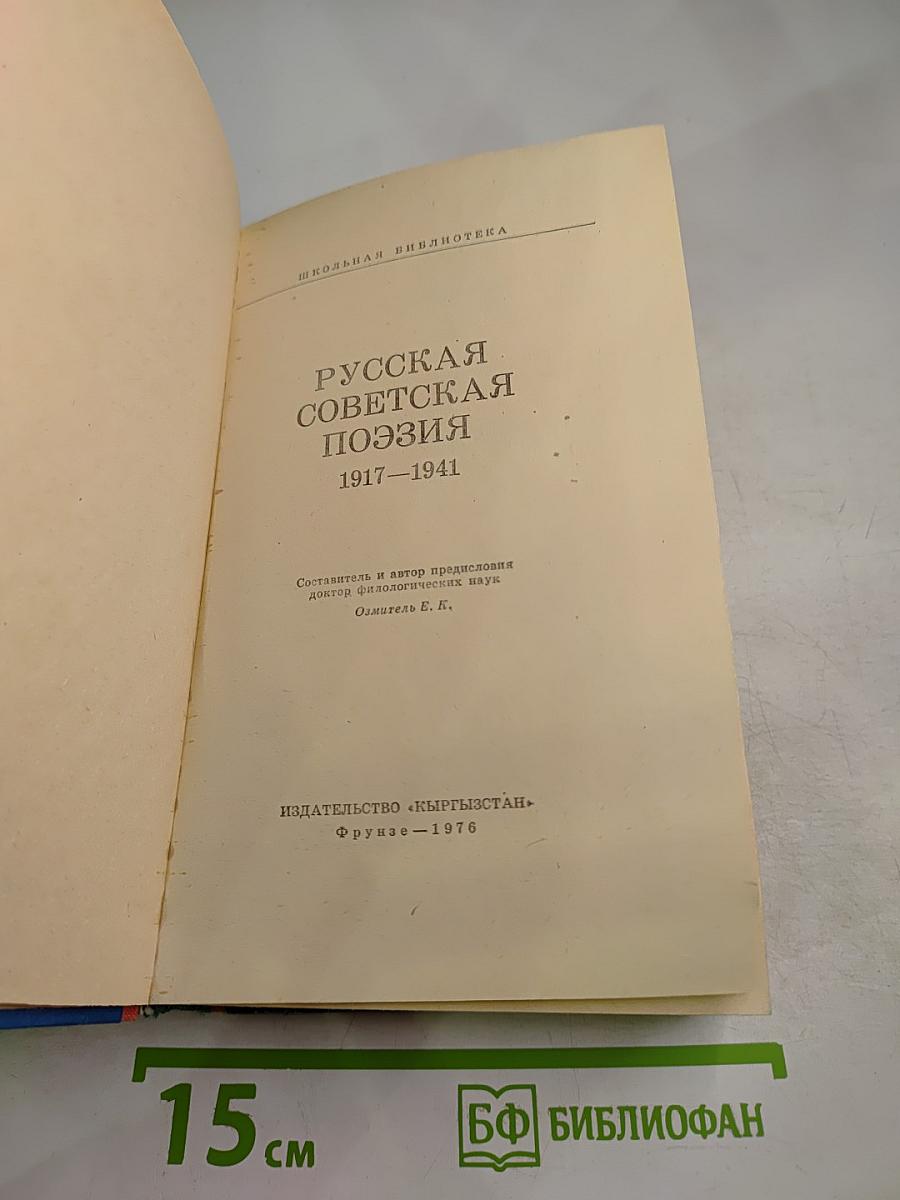 ШКОЛЬНАЯ БИБЛИОТЕКА
РУССКАЯ
СОВЕТСКАЯ
ПОЭЗИЯ
1917—1941
Составитель и автор предисловия
доктор филологических наук
Озмитель Е. К.
ИЗДАТЕЛЬСТВО «КЫРГЫЗСТАН»
Фрунзе—1976
15 см
БФ БИБЛИОФАН